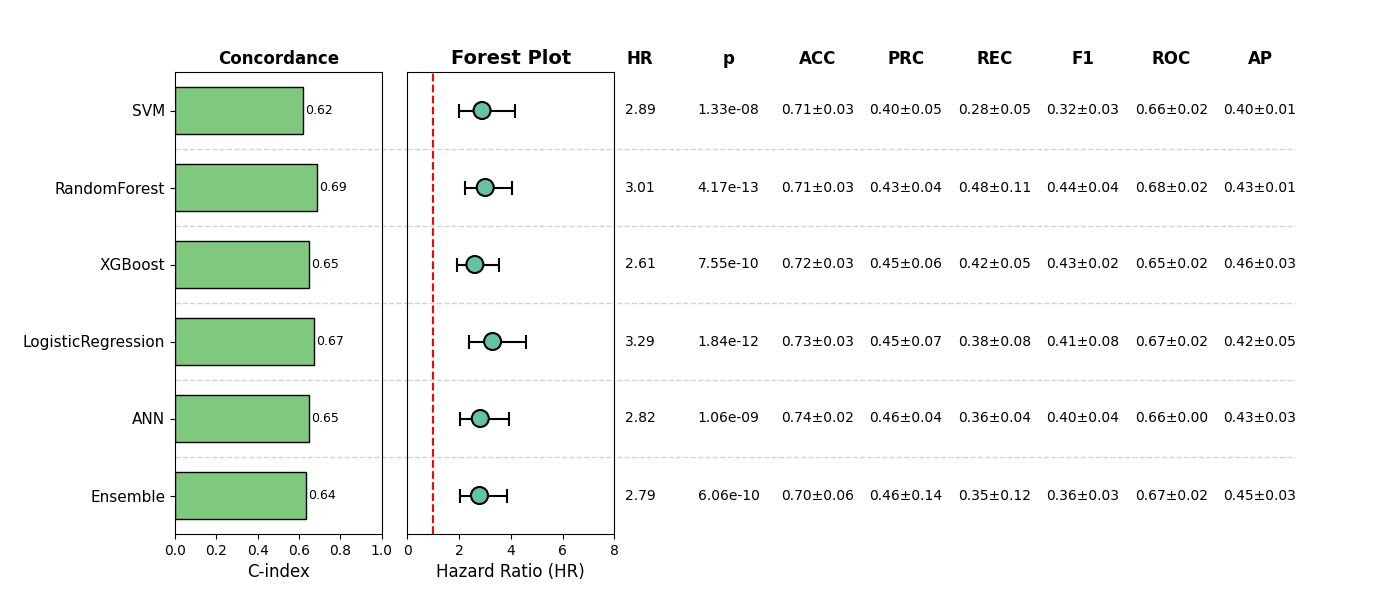 Concordance Forest Plot HR p ACC PRC REC F1 ROC AP
SVM 0.62 2.89 1.33e-08 0.71±0.03 0.40±0.05 0.28±0.05 0.32±0.03 0.66±0.02 0.40±0.01
RandomForest 0.69 3.01 4.17e-13 0.71±0.03 0.43±0.04 0.48±0.11 0.44±0.04 0.68±0.02 0.43±0.01
XGBoost 0.65 2.61 7.55e-10 0.72±0.03 0.45±0.06 0.42±0.05 0.43±0.02 0.65±0.02 0.46±0.03
LogisticRegression 0.67 3.29 1.84e-12 0.73±0.03 0.45±0.07 0.38±0.08 0.41±0.08 0.67±0.02 0.42±0.05
ANN 0.65 2.82 1.06e-09 0.74±0.02 0.46±0.04 0.36±0.04 0.40±0.04 0.66±0.00 0.43±0.03
Ensemble 0.64 2.79 6.06e-10 0.70±0.06 0.46±0.14 0.35±0.12 0.36±0.03 0.67±0.02 0.45±0.03
0.0 0.2 0.4 0.6 0.8 1.0 0 2 4 6 8
C-index Hazard Ratio (HR)